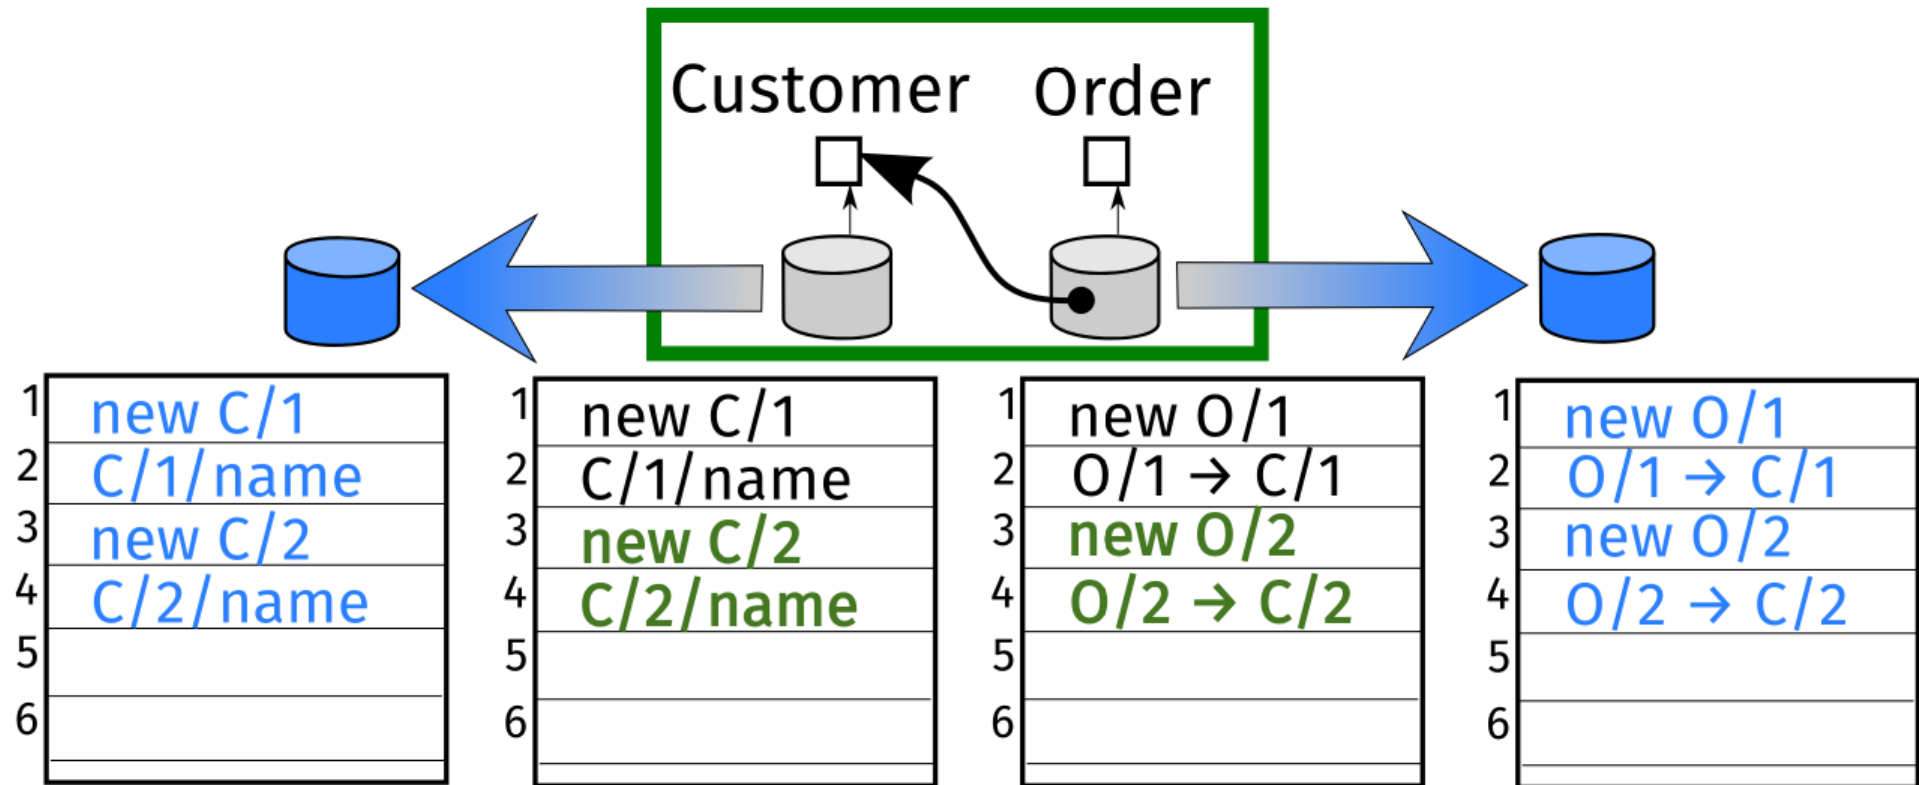 Customer
Order
1 new C/1
2 C/1/name
3 new C/2
4 C/2/name
5
6
1 new C/1
2 C/1/name
3 new C/2
4 C/2/name
5
6
1 new O/1
2 O/1 → C/1
3 new O/2
4 O/2 → C/2
5
6
1 new O/1
2 O/1 → C/1
3 new O/2
4 O/2 → C/2
5
6